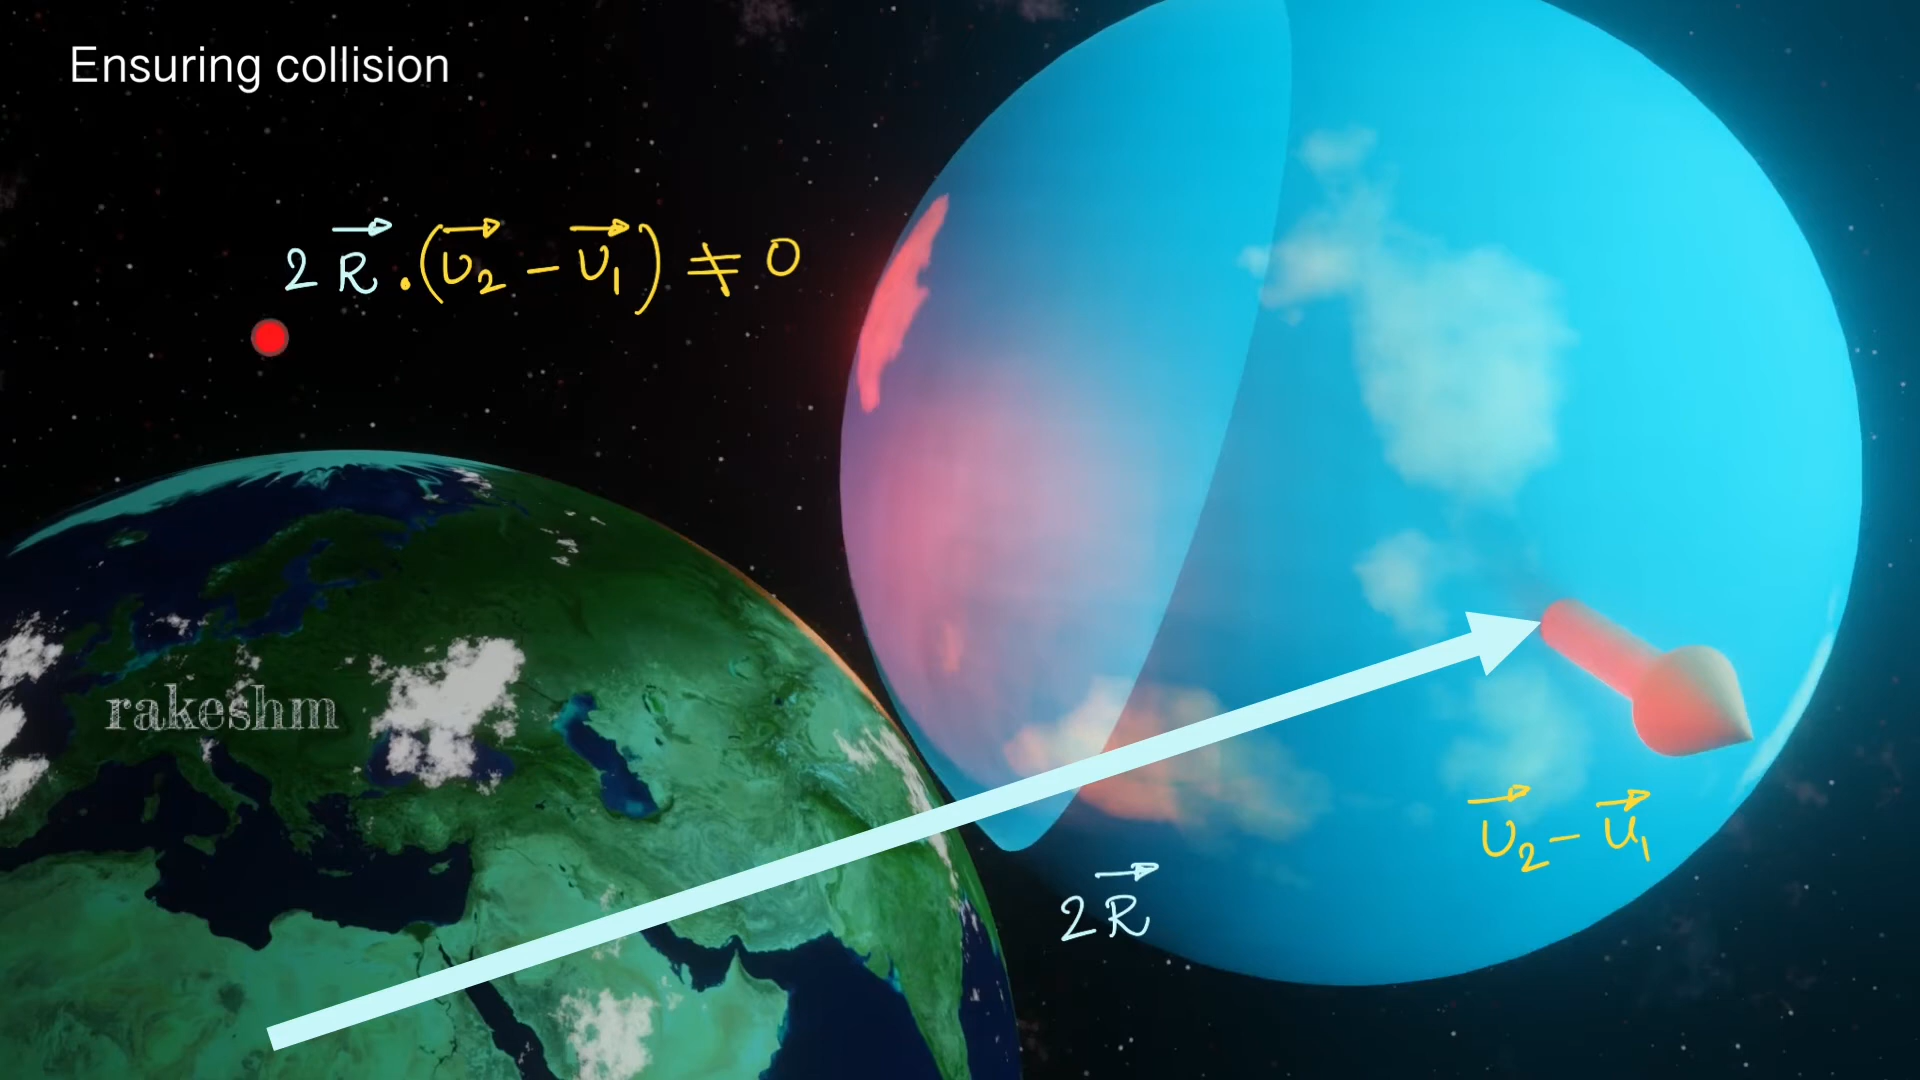 Ensuring collision
2 R⃗ . (υ⃗₂ − υ⃗₁) ≠ 0
rakeshm
υ⃗₂ − υ⃗₁
2 R⃗